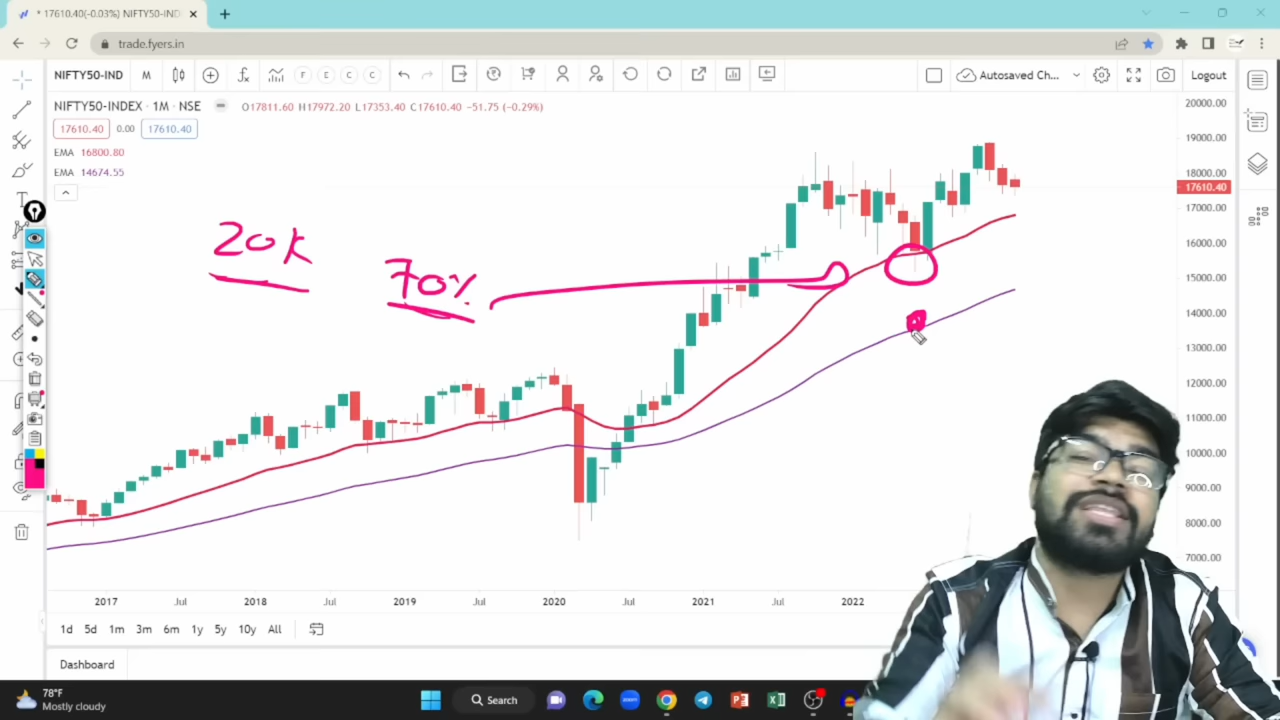 * 17610.40(-0.03%) NIFTY50-IND
trade.fyers.in
NIFTY50-IND M F E C C Autosaved Ch... Logout
NIFTY50-INDEX · 1M · NSE O17811.60 H17972.20 L17353.40 C17610.40 -51.75 (-0.29%)
17610.40 0.00 17610.40
EMA 16800.80
EMA 14674.55
20k
70%
20000.00
19000.00
18000.00
17610.40
17000.00
16000.00
15000.00
14000.00
13000.00
12000.00
11000.00
10000.00
9000.00
8000.00
7000.00
2017 Jul 2018 Jul 2019 Jul 2020 Jul 2021 Jul 2022
1d 5d 1m 3m 6m 1y 5y 10y All
Dashboard
78°F
Mostly cloudy
Search